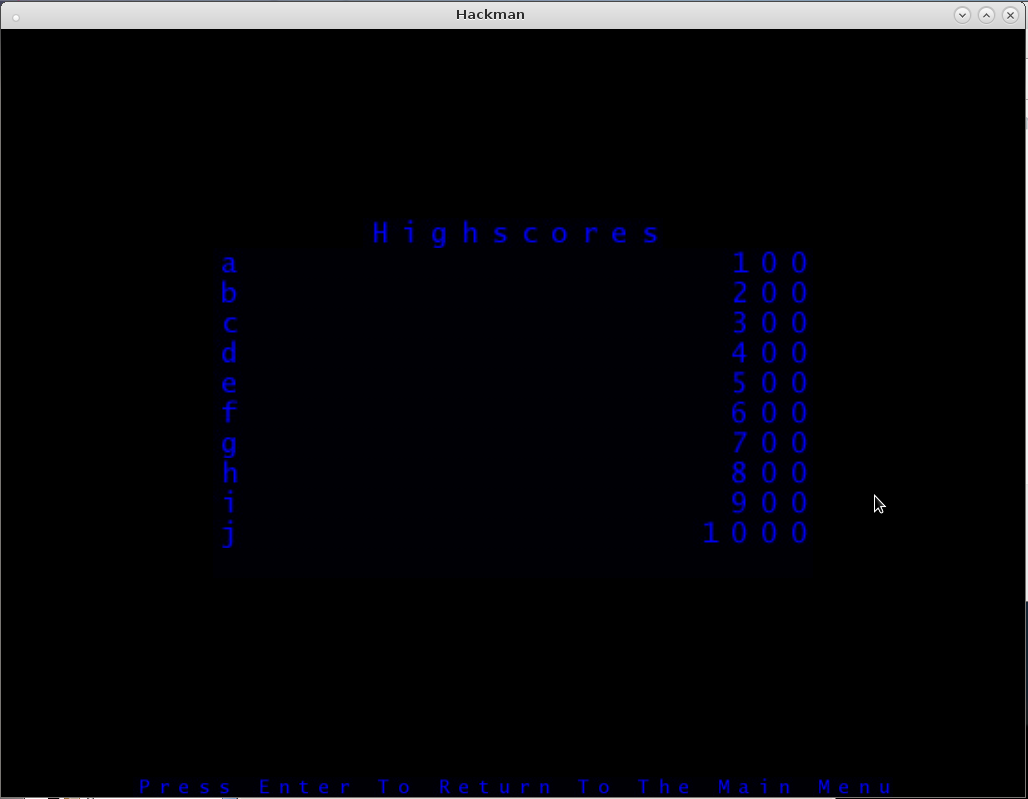 Hackman
Highscores
a 100
b 200
c 300
d 400
e 500
f 600
g 700
h 800
i 900
j 1000
Press Enter To Return To The Main Menu